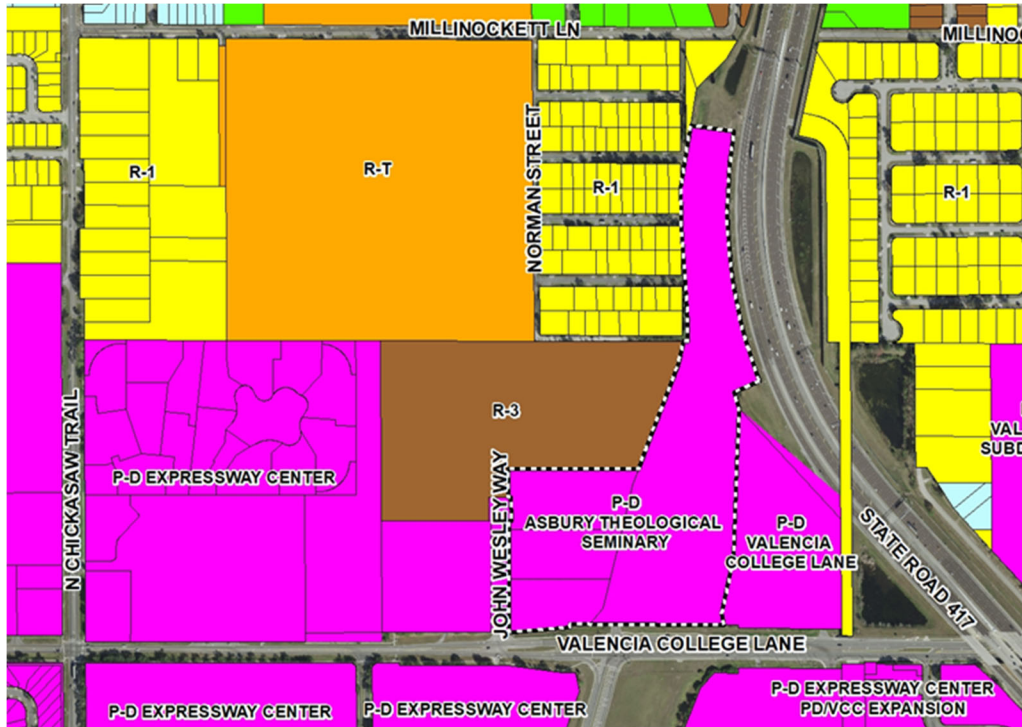 MILLINOCKETT LN
MILLINO
R-1
R-T
NORMAN STREET
R-1
R-1
N CHICKASAW TRAIL
R-3
VAL
SUBD
P-D EXPRESSWAY CENTER
JOHN WESLEY WAY
P-D
ASBURY THEOLOGICAL
SEMINARY
P-D
VALENCIA
COLLEGE LANE
STATE ROAD 417
VALENCIA COLLEGE LANE
P-D EXPRESSWAY CENTER
P-D EXPRESSWAY CENTER
P-D EXPRESSWAY CENTER
PD/VCC EXPANSION